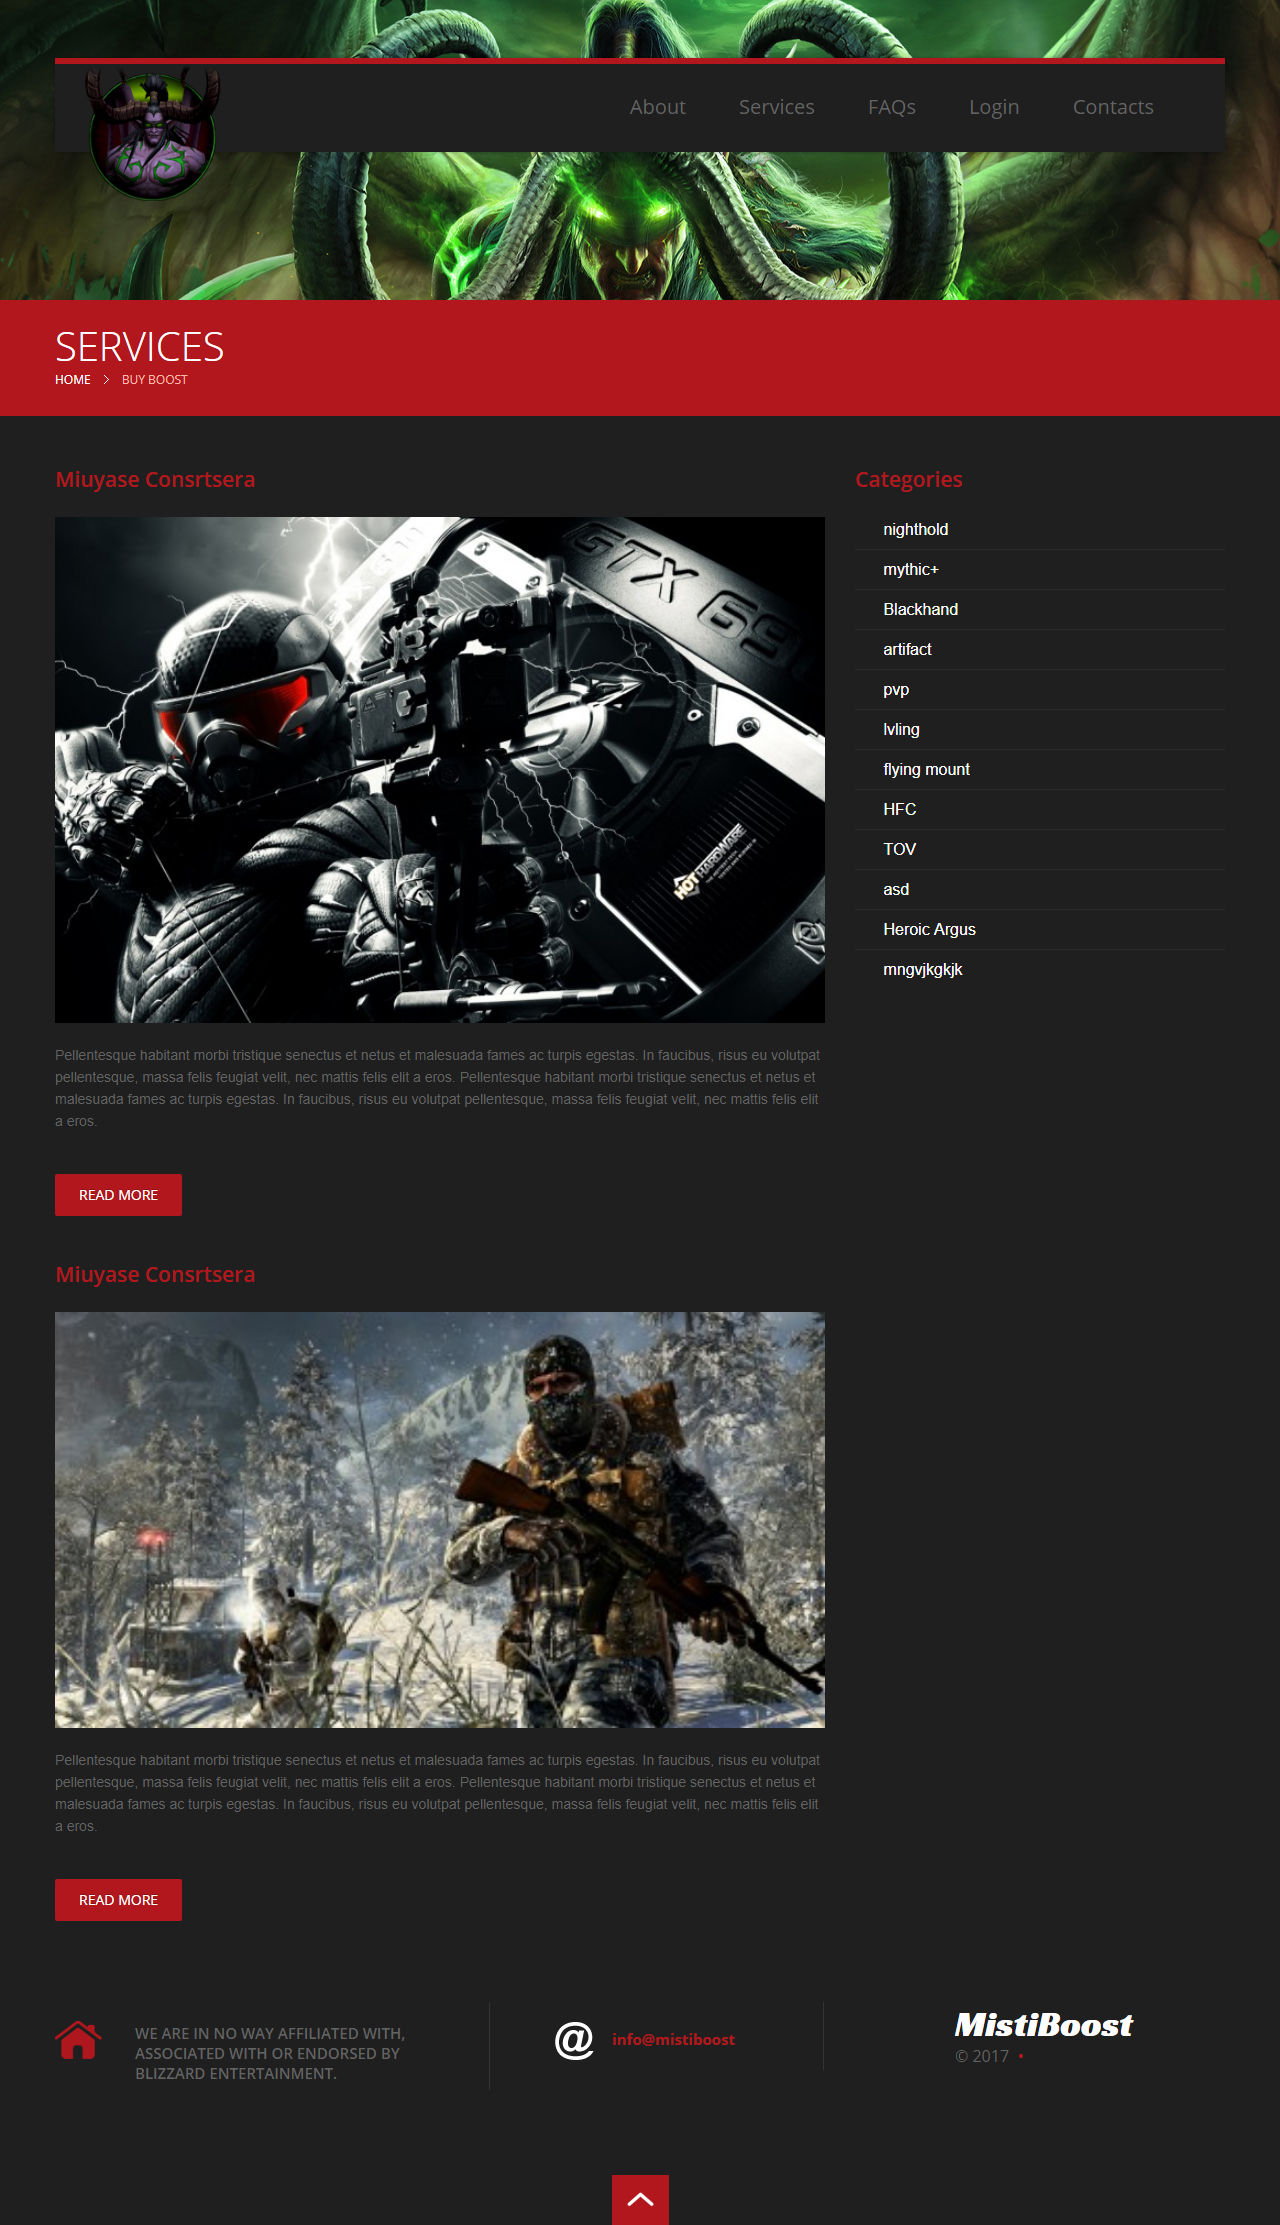 About
Services
FAQs
Login
Contacts
SERVICES
HOME
BUY BOOST
Miuyase Consrtsera
GTX 69
HOTHARDWARE
Pellentesque habitant morbi tristique senectus et netus et malesuada fames ac turpis egestas. In faucibus, risus eu volutpat
pellentesque, massa felis feugiat velit, nec mattis felis elit a eros. Pellentesque habitant morbi tristique senectus et netus et
malesuada fames ac turpis egestas. In faucibus, risus eu volutpat pellentesque, massa felis feugiat velit, nec mattis felis elit
a eros.
READ MORE
Miuyase Consrtsera
Pellentesque habitant morbi tristique senectus et netus et malesuada fames ac turpis egestas. In faucibus, risus eu volutpat
pellentesque, massa felis feugiat velit, nec mattis felis elit a eros. Pellentesque habitant morbi tristique senectus et netus et
malesuada fames ac turpis egestas. In faucibus, risus eu volutpat pellentesque, massa felis feugiat velit, nec mattis felis elit
a eros.
READ MORE
Categories
nighthold
mythic+
Blackhand
artifact
pvp
lvling
flying mount
HFC
TOV
asd
Heroic Argus
mngvjkgkjk
WE ARE IN NO WAY AFFILIATED WITH,
ASSOCIATED WITH OR ENDORSED BY
BLIZZARD ENTERTAINMENT.
@ info@mistiboost
MistiBoost
© 2017 •